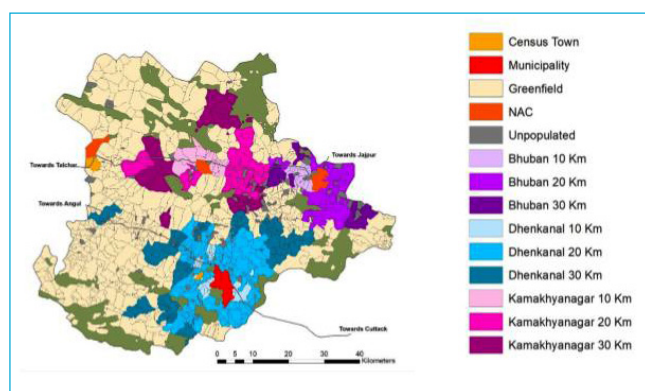 Census Town
Municipality
Greenfield
NAC
Unpopulated
Bhuban 10 Km
Bhuban 20 Km
Bhuban 30 Km
Dhenkanal 10 Km
Dhenkanal 20 Km
Dhenkanal 30 Km
Kamakhyanagar 10 Km
Kamakhyanagar 20 Km
Kamakhyanagar 30 Km
Towards Jajpur
Towards Talcher
Towards Angul
Towards Cuttack
0 5 10 20 30 40
Kilometers